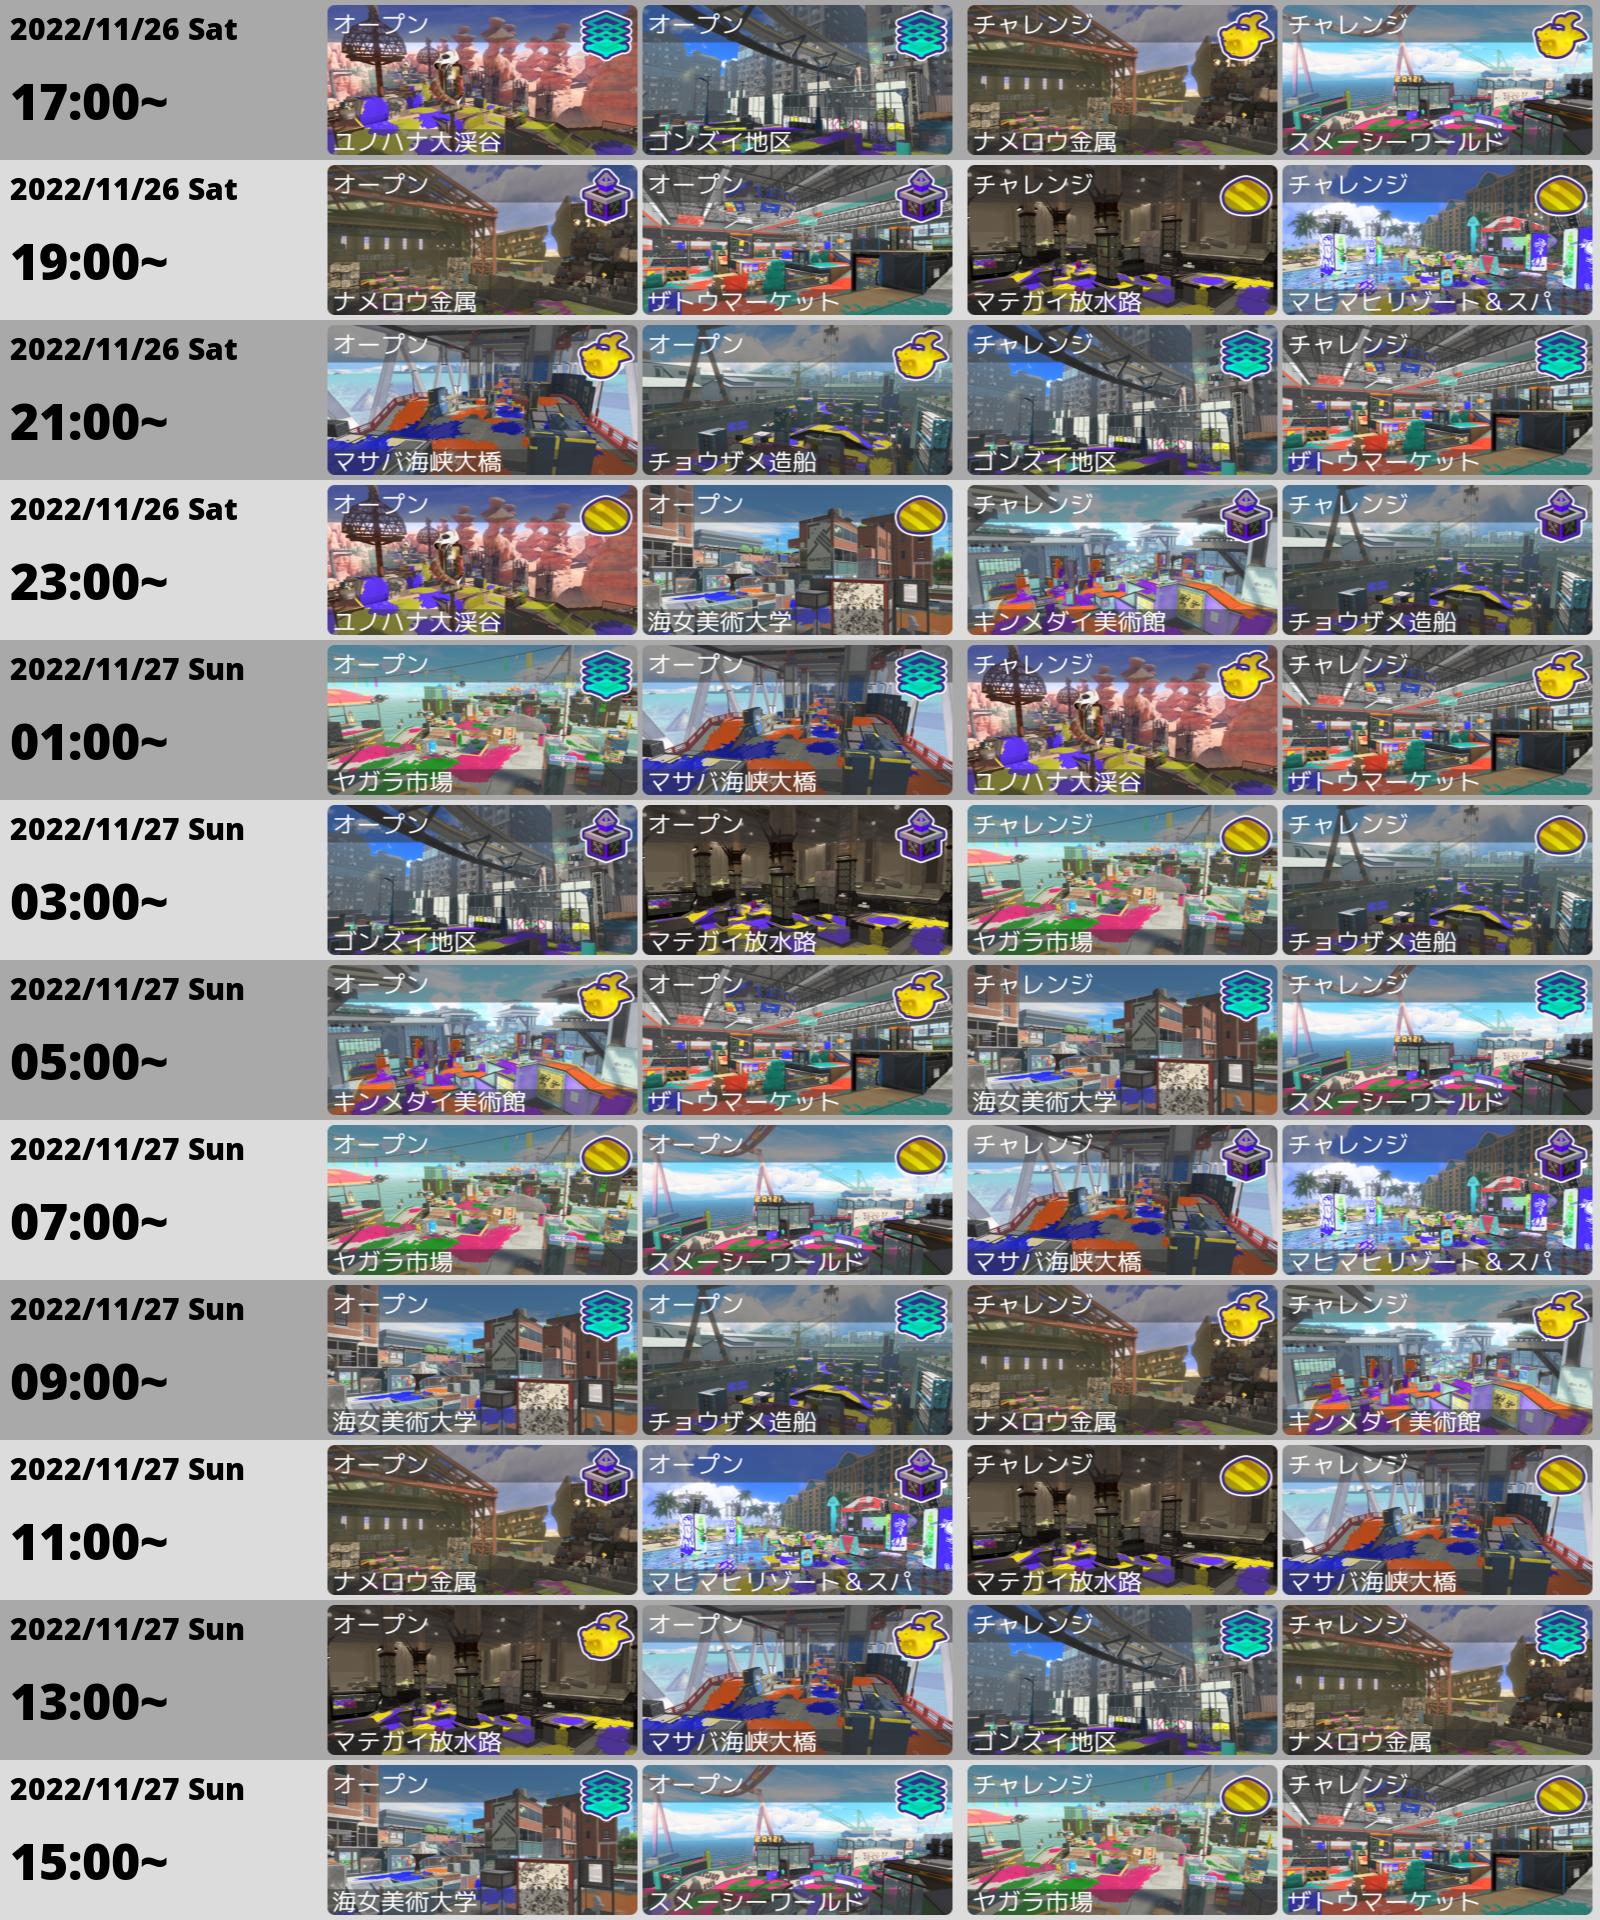 2022/11/26 Sat
17:00~
オープン オープン チャレンジ チャレンジ
ユノハナ大渓谷 ゴンズイ地区 ナメロウ金属 スメーシーワールド
2022/11/26 Sat
19:00~
オープン オープン チャレンジ チャレンジ
ナメロウ金属 ザトウマーケット マテガイ放水路 マヒマヒリゾート&スパ
2022/11/26 Sat
21:00~
オープン オープン チャレンジ チャレンジ
マサバ海峡大橋 チョウザメ造船 ゴンズイ地区 ザトウマーケット
2022/11/26 Sat
23:00~
オープン オープン チャレンジ チャレンジ
ユノハナ大渓谷 海女美術大学 キンメダイ美術館 チョウザメ造船
2022/11/27 Sun
01:00~
オープン オープン チャレンジ チャレンジ
ヤガラ市場 マサバ海峡大橋 ユノハナ大渓谷 ザトウマーケット
2022/11/27 Sun
03:00~
オープン オープン チャレンジ チャレンジ
ゴンズイ地区 マテガイ放水路 ヤガラ市場 チョウザメ造船
2022/11/27 Sun
05:00~
オープン オープン チャレンジ チャレンジ
キンメダイ美術館 ザトウマーケット 海女美術大学 スメーシーワールド
2022/11/27 Sun
07:00~
オープン オープン チャレンジ チャレンジ
ヤガラ市場 スメーシーワールド マサバ海峡大橋 マヒマヒリゾート&スパ
2022/11/27 Sun
09:00~
オープン オープン チャレンジ チャレンジ
海女美術大学 チョウザメ造船 ナメロウ金属 キンメダイ美術館
2022/11/27 Sun
11:00~
オープン オープン チャレンジ チャレンジ
ナメロウ金属 マヒマヒリゾート&スパ マテガイ放水路 マサバ海峡大橋
2022/11/27 Sun
13:00~
オープン オープン チャレンジ チャレンジ
マテガイ放水路 マサバ海峡大橋 ゴンズイ地区 ナメロウ金属
2022/11/27 Sun
15:00~
オープン オープン チャレンジ チャレンジ
海女美術大学 スメーシーワールド ヤガラ市場 ザトウマーケット